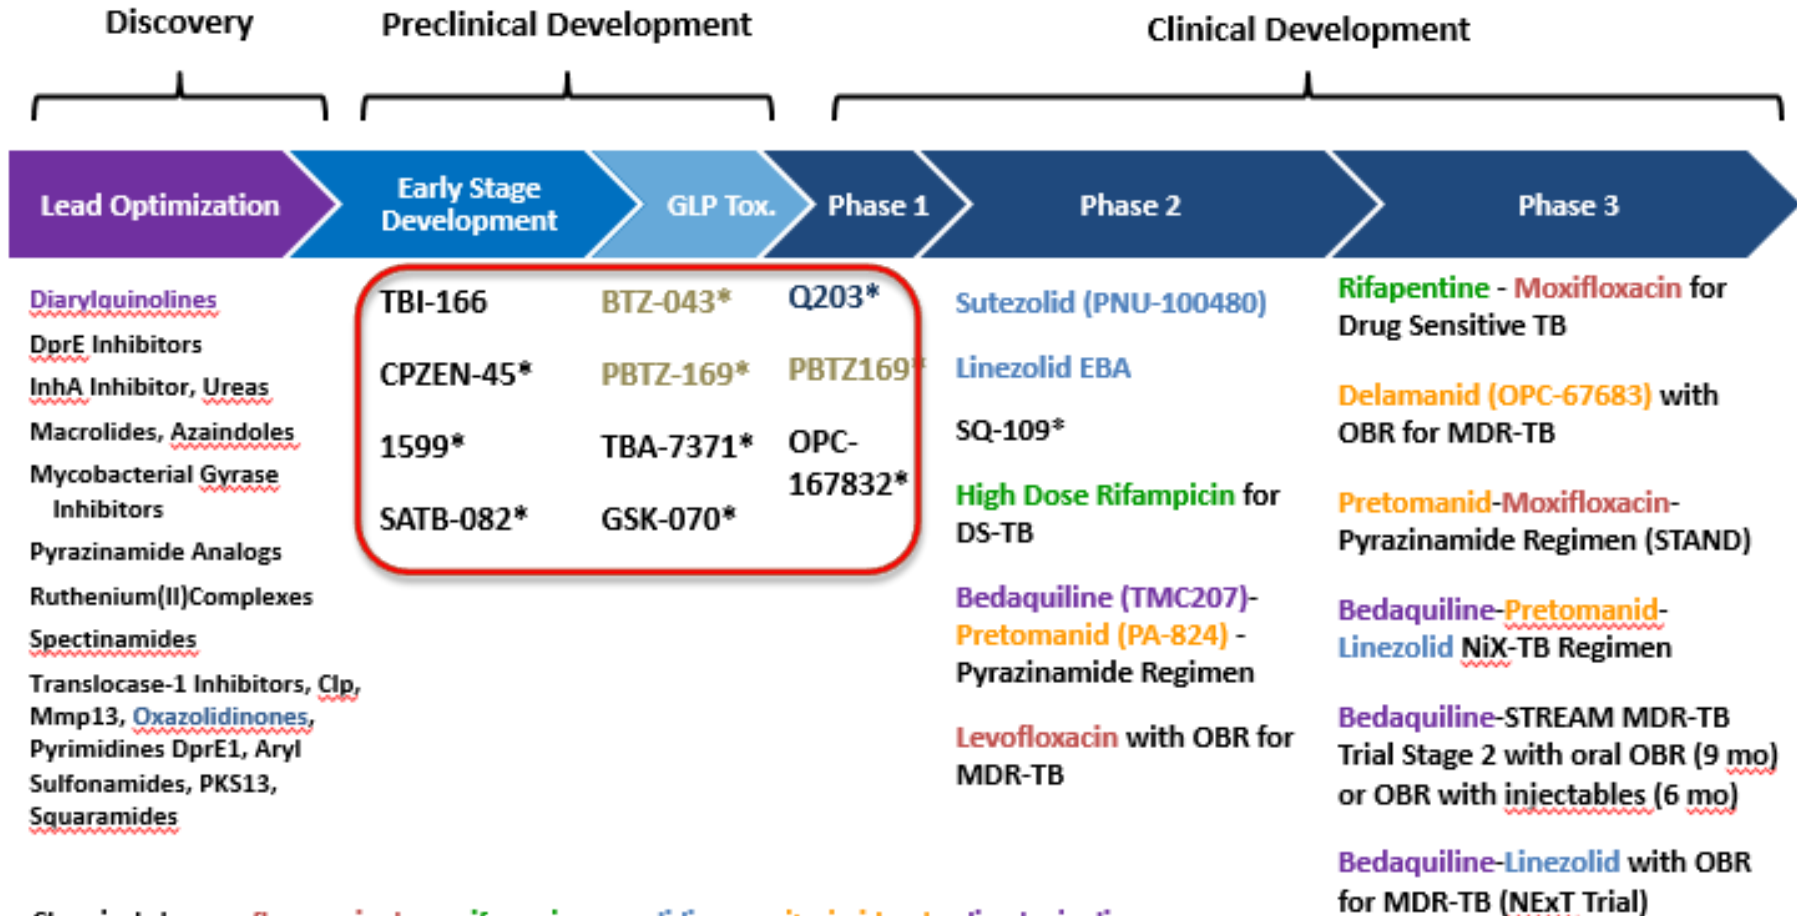 Discovery
Preclinical Development
Clinical Development
Lead Optimization
Early Stage
Development
GLP Tox.
Phase 1
Phase 2
Phase 3
Diarylquinolines
DprE Inhibitors
InhA Inhibitor, Ureas
Macrolides, Azaindoles
Mycobacterial Gyrase
Inhibitors
Pyrazinamide Analogs
Ruthenium(II)Complexes
Spectinamides
Translocase-1 Inhibitors, Clp,
Mmp13, Oxazolidinones,
Pyrimidines DprE1, Aryl
Sulfonamides, PKS13,
Squaramides
TBI-166
CPZEN-45*
1599*
SATB-082*
BTZ-043*
PBTZ-169*
TBA-7371*
GSK-070*
Q203*
PBTZ169*
OPC-
167832*
Sutezolid (PNU-100480)
Linezolid EBA
SQ-109*
High Dose Rifampicin for
DS-TB
Bedaquiline (TMC207)-
Pretomanid (PA-824) -
Pyrazinamide Regimen
Levofloxacin with OBR for
MDR-TB
Rifapentine - Moxifloxacin for
Drug Sensitive TB
Delamanid (OPC-67683) with
OBR for MDR-TB
Pretomanid-Moxifloxacin-
Pyrazinamide Regimen (STAND)
Bedaquiline-Pretomanid-
Linezolid NiX-TB Regimen
Bedaquiline-STREAM MDR-TB
Trial Stage 2 with oral OBR (9 mo)
or OBR with injectables (6 mo)
Bedaquiline-Linezolid with OBR
for MDR-TB (NExT Trial)